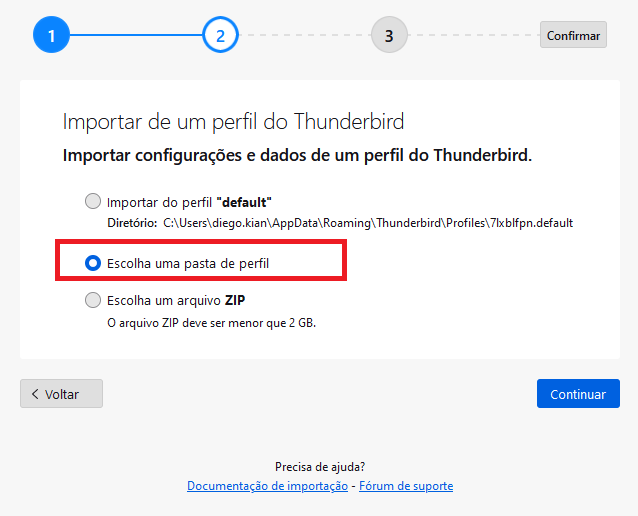 1
2
3
Confirmar
Importar de um perfil do Thunderbird
Importar configurações e dados de um perfil do Thunderbird.
Importar do perfil "default"
Diretório: C:\Users\diego.kian\AppData\Roaming\Thunderbird\Profiles\7lxblfpn.default
Escolha uma pasta de perfil
Escolha um arquivo ZIP
O arquivo ZIP deve ser menor que 2 GB.
Voltar
Continuar
Precisa de ajuda?
Documentação de importação - Fórum de suporte